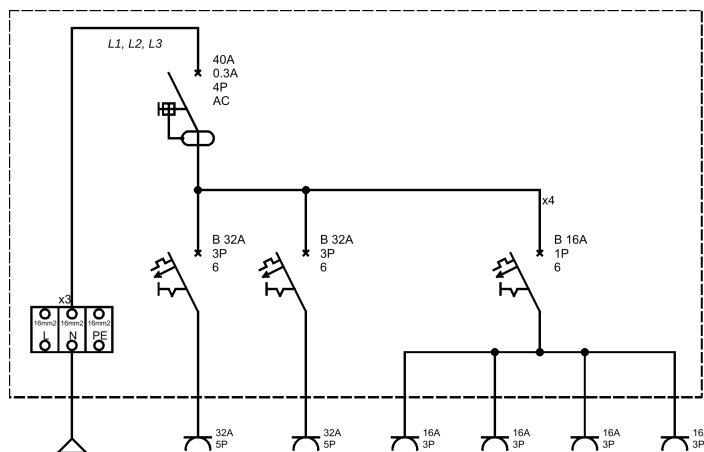 L1, L2, L3
40A
0.3A
4P
AC
x4
B 32A
3P
6
B 32A
3P
6
B 16A
1P
6
x3
16mm2 16mm2 16mm2
L N PE
32A
5P
32A
5P
16A
3P
16A
3P
16A
3P
16
3P